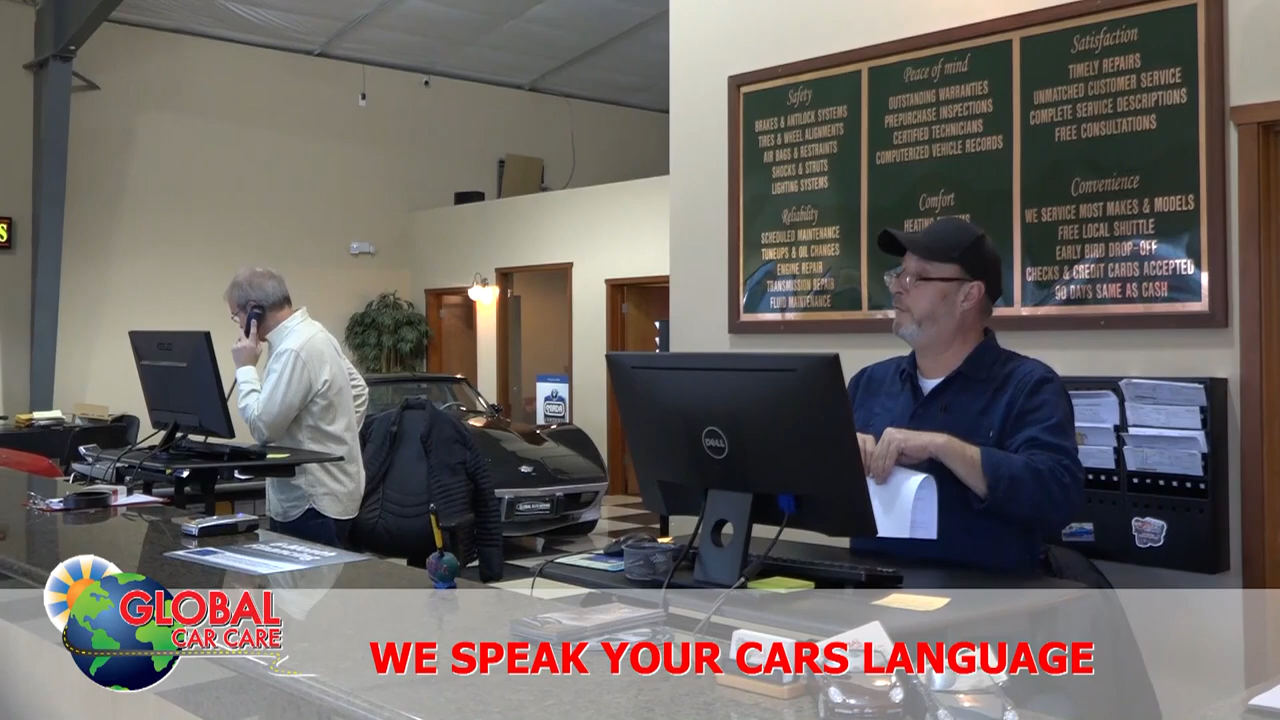 Safety
BRAKES & ANTILOCK SYSTEMS
TIRES & WHEEL ALIGNMENTS
AIR BAGS & RESTRAINTS
SHOCKS & STRUTS
LIGHTING SYSTEMS
Reliability
SCHEDULED MAINTENANCE
TUNEUPS & OIL CHANGES
ENGINE REPAIR
TRANSMISSION REPAIR
FLUID MAINTENANCE
Peace of mind
OUTSTANDING WARRANTIES
PREPURCHASE INSPECTIONS
CERTIFIED TECHNICIANS
COMPUTERIZED VEHICLE RECORDS
Comfort
HEATING
Satisfaction
TIMELY REPAIRS
UNMATCHED CUSTOMER SERVICE
COMPLETE SERVICE DESCRIPTIONS
FREE CONSULTATIONS
Convenience
WE SERVICE MOST MAKES & MODELS
FREE LOCAL SHUTTLE
EARLY BIRD DROP-OFF
CHECKS & CREDIT CARDS ACCEPTED
90 DAYS SAME AS CASH
S
DELL
GLOBAL
CAR CARE
WE SPEAK YOUR CARS LANGUAGE